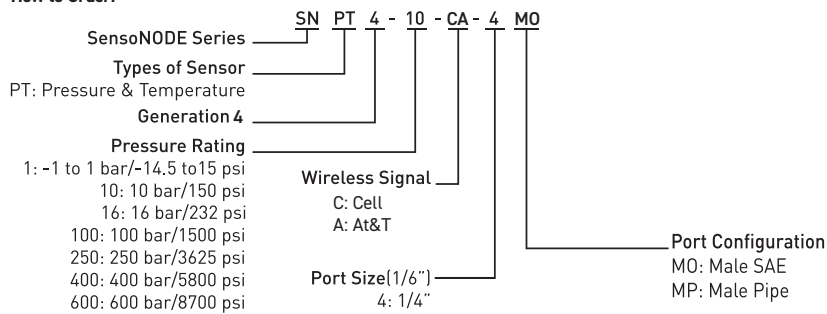 SN PT 4 - 10 - CA - 4 MO
SensoNODE Series
Types of Sensor
PT: Pressure & Temperature
Generation 4
Pressure Rating
1: -1 to 1 bar/-14.5 to15 psi
10: 10 bar/150 psi
16: 16 bar/232 psi
100: 100 bar/1500 psi
250: 250 bar/3625 psi
400: 400 bar/5800 psi
600: 600 bar/8700 psi
Wireless Signal
C: Cell
A: At&T
Port Size(1/6”)
4: 1/4”
Port Configuration
MO: Male SAE
MP: Male Pipe